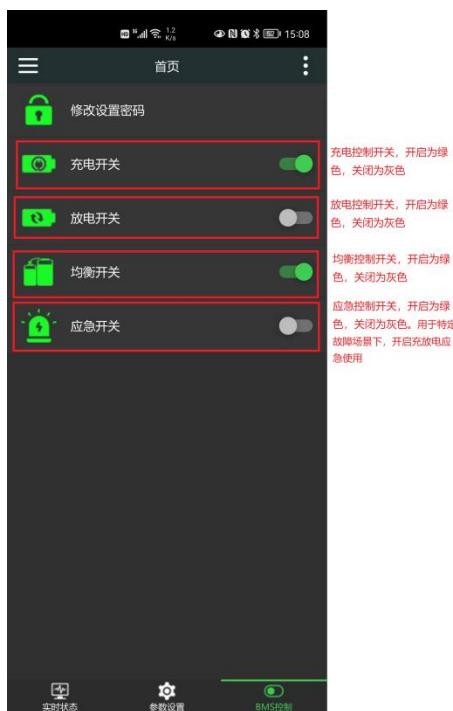 HD 5G 1.2 K/s 15:08
首页
修改设置密码
充电开关
充电控制开关，开启为绿
色，关闭为灰色
放电开关
放电控制开关，开启为绿
色，关闭为灰色
均衡开关
均衡控制开关，开启为绿
色，关闭为灰色
应急开关
应急控制开关，开启为绿
色，关闭为灰色。用于特定
故障场景下，开启充放电应
急使用
实时状态 参数设置 BMS控制